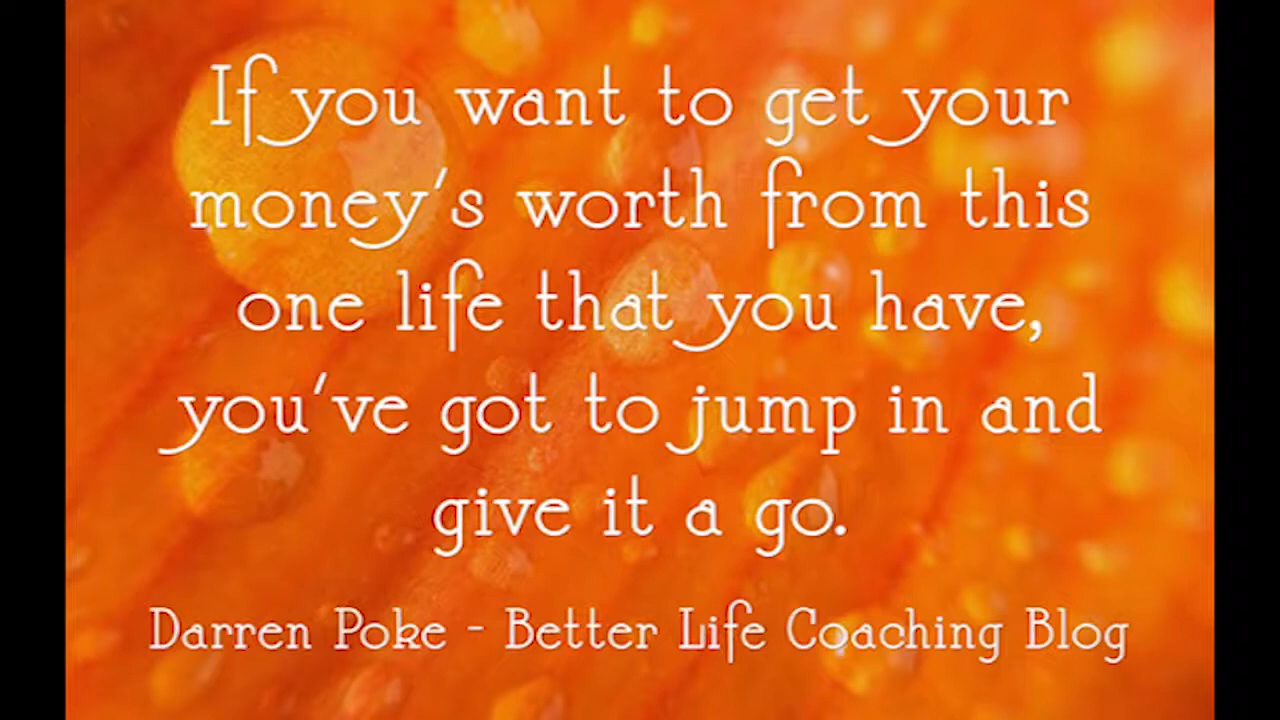 If you want to get your
money's worth from this
one life that you have,
you've got to jump in and
give it a go.
Darren Poke - Better Life Coaching Blog